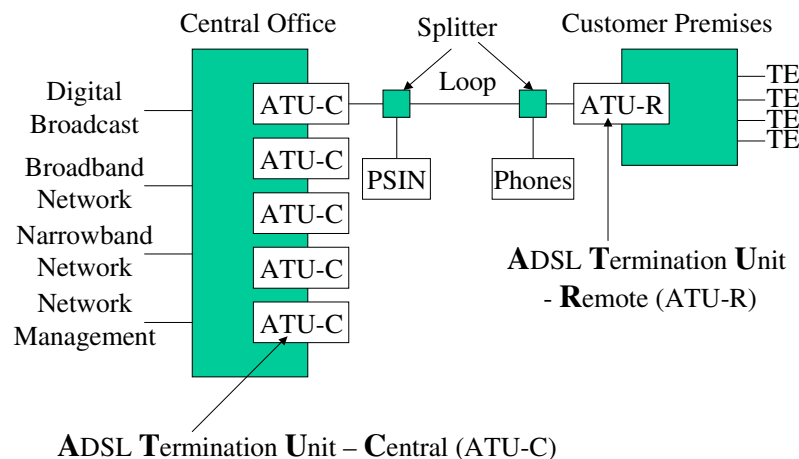 Central Office
Splitter
Customer Premises
Digital
Broadcast
Broadband
Network
Narrowband
Network
Network
Management
ATU-C
ATU-C
ATU-C
ATU-C
ATU-C
Loop
PSIN
Phones
ATU-R
TE
TE
TE
TE
ADSL Termination Unit
- Remote (ATU-R)
ADSL Termination Unit – Central (ATU-C)